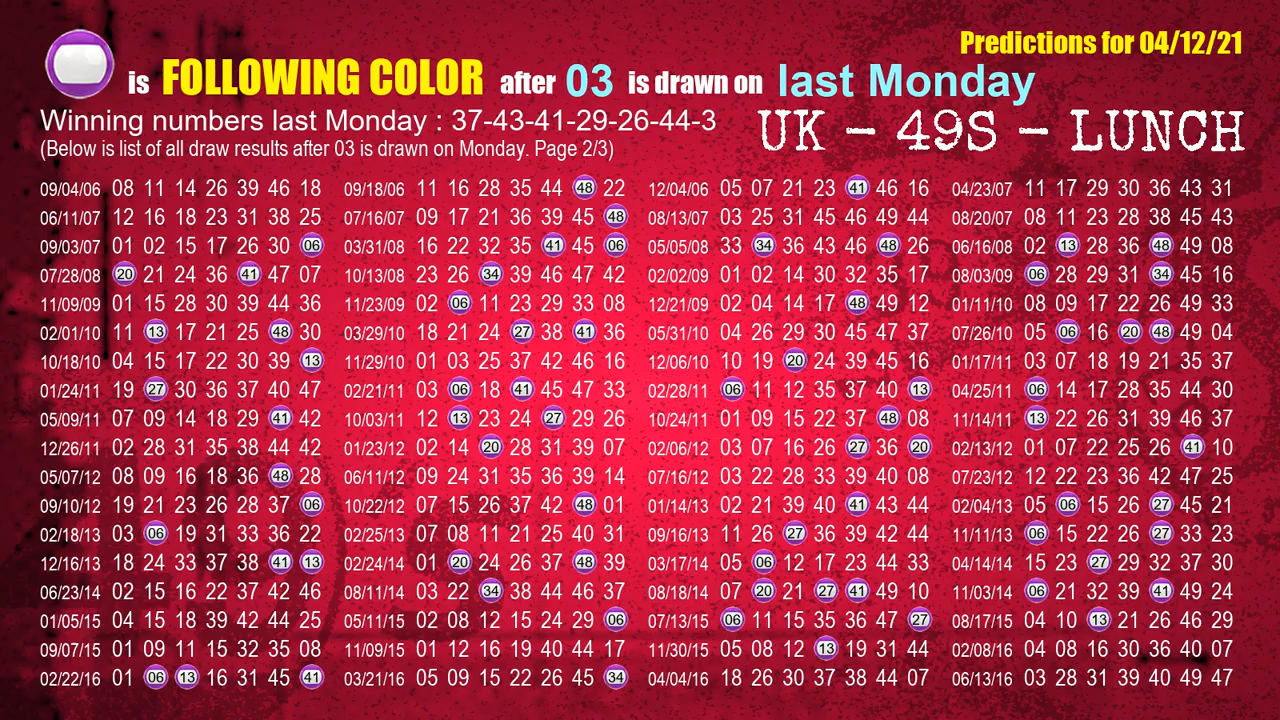 Predictions for 04/12/21
is FOLLOWING COLOR after 03 is drawn on last Monday
Winning numbers last Monday : 37-43-41-29-26-44-3
UK - 49S - LUNCH
(Below is list of all draw results after 03 is drawn on Monday. Page 2/3)
09/04/06 08 11 14 26 39 46 18 09/18/06 11 16 28 35 44 48 22 12/04/06 05 07 21 23 41 46 16 04/23/07 11 17 29 30 36 43 31
06/11/07 12 16 18 23 31 38 25 07/16/07 09 17 21 36 39 45 48 08/13/07 03 25 31 45 46 49 44 08/20/07 08 11 23 28 38 45 43
09/03/07 01 02 15 17 26 30 06 03/31/08 16 22 32 35 41 45 06 05/05/08 33 34 36 43 46 48 26 06/16/08 02 13 28 36 48 49 08
07/28/08 20 21 24 36 41 47 07 10/13/08 23 26 34 39 46 47 42 02/02/09 01 02 14 30 32 35 17 08/03/09 06 28 29 31 34 45 16
11/09/09 01 15 28 30 39 44 36 11/23/09 02 06 11 23 29 33 08 12/21/09 02 04 14 17 48 49 12 01/11/10 08 09 17 22 26 49 33
02/01/10 11 13 17 21 25 48 30 03/29/10 18 21 24 27 38 41 36 05/31/10 04 26 29 30 45 47 37 07/26/10 05 06 16 20 48 49 04
10/18/10 04 15 17 22 30 39 13 11/29/10 01 03 25 37 42 46 16 12/06/10 10 19 20 24 39 45 16 01/17/11 03 07 18 19 21 35 37
01/24/11 19 27 30 36 37 40 47 02/21/11 03 06 18 41 45 47 33 02/28/11 06 11 12 35 37 40 13 04/25/11 06 14 17 28 35 44 30
05/09/11 07 09 14 18 29 41 42 10/03/11 12 13 23 24 27 29 26 10/24/11 01 09 15 22 37 48 08 11/14/11 13 22 26 31 39 46 37
12/26/11 02 28 31 35 38 44 42 01/23/12 02 14 20 28 31 39 07 02/06/12 03 07 16 26 27 36 20 02/13/12 01 07 22 25 26 41 10
05/07/12 08 09 16 18 36 48 28 06/11/12 09 24 31 35 36 39 14 07/16/12 03 22 28 33 39 40 08 07/23/12 12 22 23 36 42 47 25
09/10/12 19 21 23 26 28 37 06 10/22/12 07 15 26 37 42 48 01 01/14/13 02 21 39 40 41 43 44 02/04/13 05 06 15 26 27 45 21
02/18/13 03 06 19 31 33 36 22 02/25/13 07 08 11 21 25 40 31 09/16/13 11 26 27 36 39 42 44 11/11/13 06 15 22 26 27 33 23
12/16/13 18 24 33 37 38 41 13 02/24/14 01 20 24 26 37 48 39 03/17/14 05 06 12 17 23 44 33 04/14/14 15 23 27 29 32 37 30
06/23/14 02 15 16 22 37 42 46 08/11/14 03 22 34 38 44 46 37 08/18/14 07 20 21 27 41 49 10 11/03/14 06 21 32 39 41 49 24
01/05/15 04 15 18 39 42 44 25 05/11/15 02 08 12 15 24 29 06 07/13/15 06 11 15 35 36 47 27 08/17/15 04 10 13 21 26 46 29
09/07/15 01 09 11 15 32 35 08 11/09/15 01 12 16 19 40 44 17 11/30/15 05 08 12 13 19 31 44 02/08/16 04 08 16 30 36 40 07
02/22/16 01 06 13 16 31 45 41 03/21/16 05 09 15 22 26 45 34 04/04/16 18 26 30 37 38 44 07 06/13/16 03 28 31 39 40 49 47